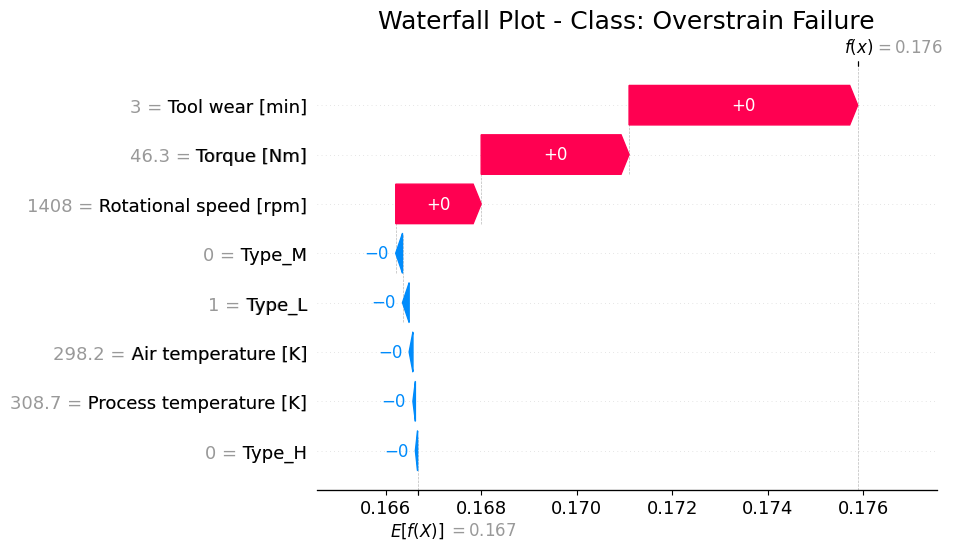 Waterfall Plot - Class: Overstrain Failure
f(x) = 0.176
3 = Tool wear [min]
+0
46.3 = Torque [Nm]
+0
1408 = Rotational speed [rpm]
+0
0 = Type_M
−0
1 = Type_L
−0
298.2 = Air temperature [K]
−0
308.7 = Process temperature [K]
−0
0 = Type_H
−0
0.166 0.168 0.170 0.172 0.174 0.176
E[f(X)] = 0.167